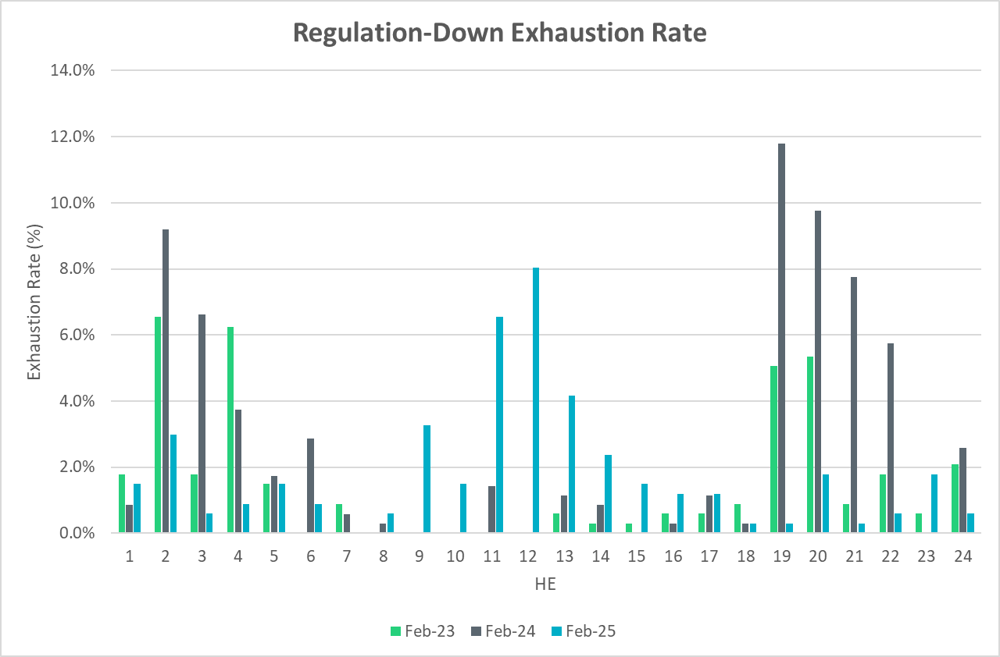 Regulation-Down Exhaustion Rate
14.0%
12.0%
10.0%
8.0%
6.0%
4.0%
2.0%
0.0%
Exhaustion Rate (%)
1 2 3 4 5 6 7 8 9 10 11 12 13 14 15 16 17 18 19 20 21 22 23 24
HE
Feb-23 Feb-24 Feb-25